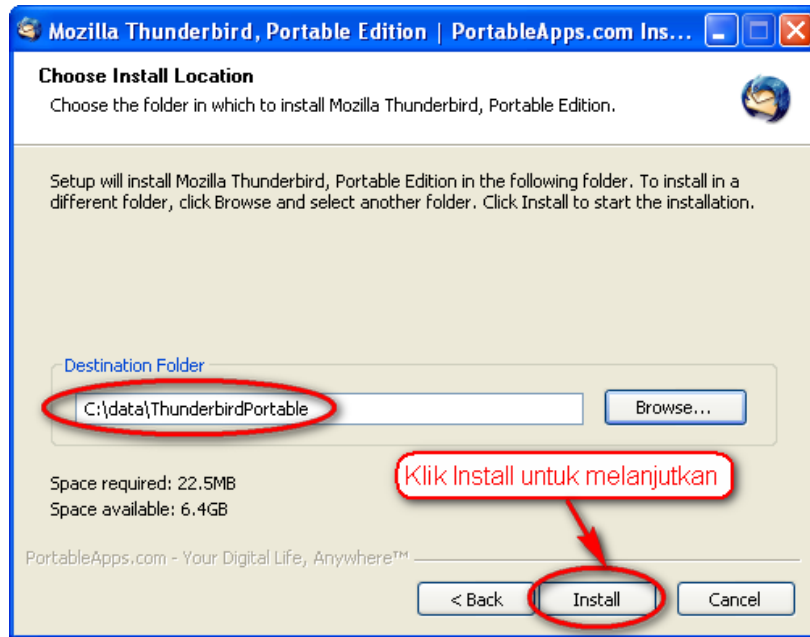 Mozilla Thunderbird, Portable Edition | PortableApps.com Ins...
Choose Install Location
Choose the folder in which to install Mozilla Thunderbird, Portable Edition.
Setup will install Mozilla Thunderbird, Portable Edition in the following folder. To install in a
different folder, click Browse and select another folder. Click Install to start the installation.
Destination Folder
C:\data\ThunderbirdPortable
Browse...
Klik Install untuk melanjutkan
Space required: 22.5MB
Space available: 6.4GB
PortableApps.com - Your Digital Life, Anywhere™
< Back
Install
Cancel